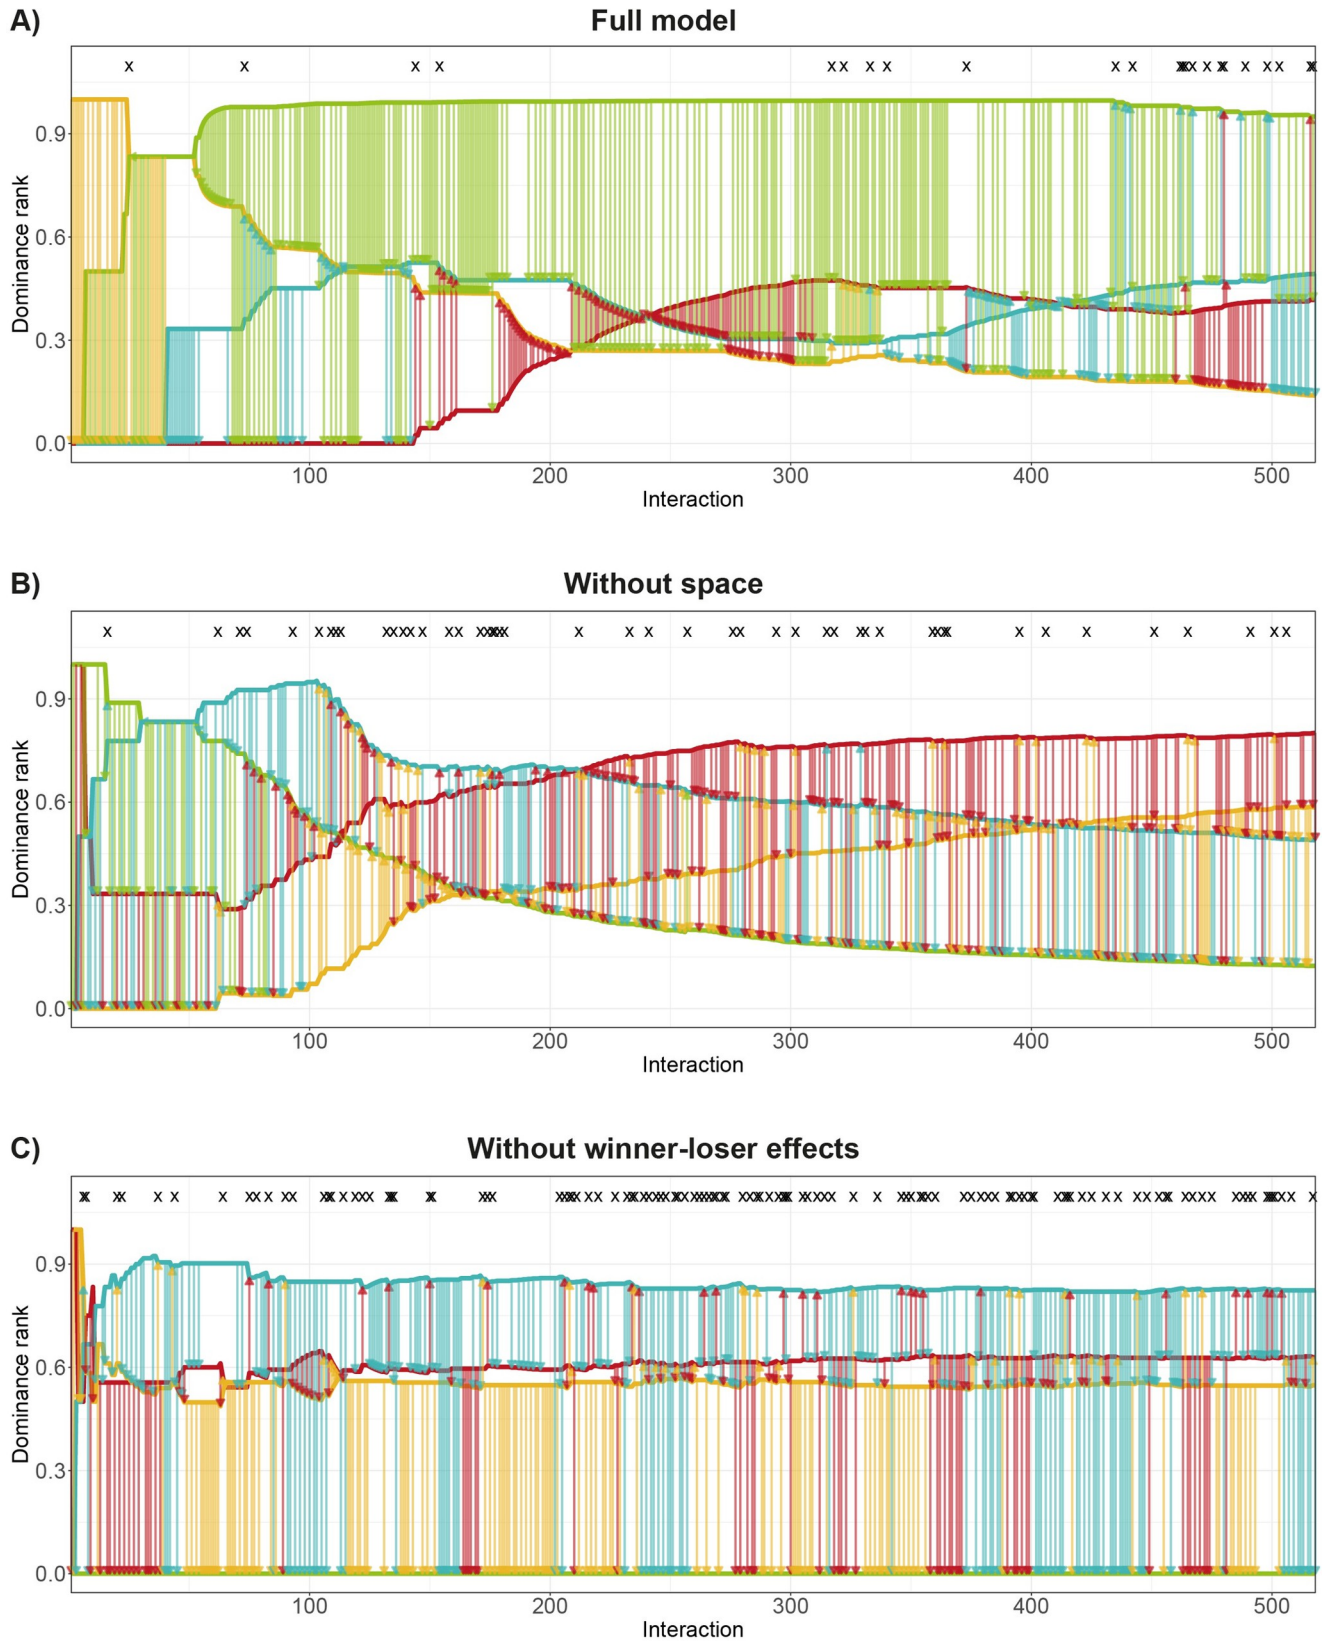 A) Full model
0.9
0.6
0.3
0.0
Dominance rank
100 200 300 400 500
Interaction
B) Without space
0.9
0.6
0.3
0.0
Dominance rank
100 200 300 400 500
Interaction
C) Without winner-loser effects
0.9
0.6
0.3
0.0
Dominance rank
100 200 300 400 500
Interaction